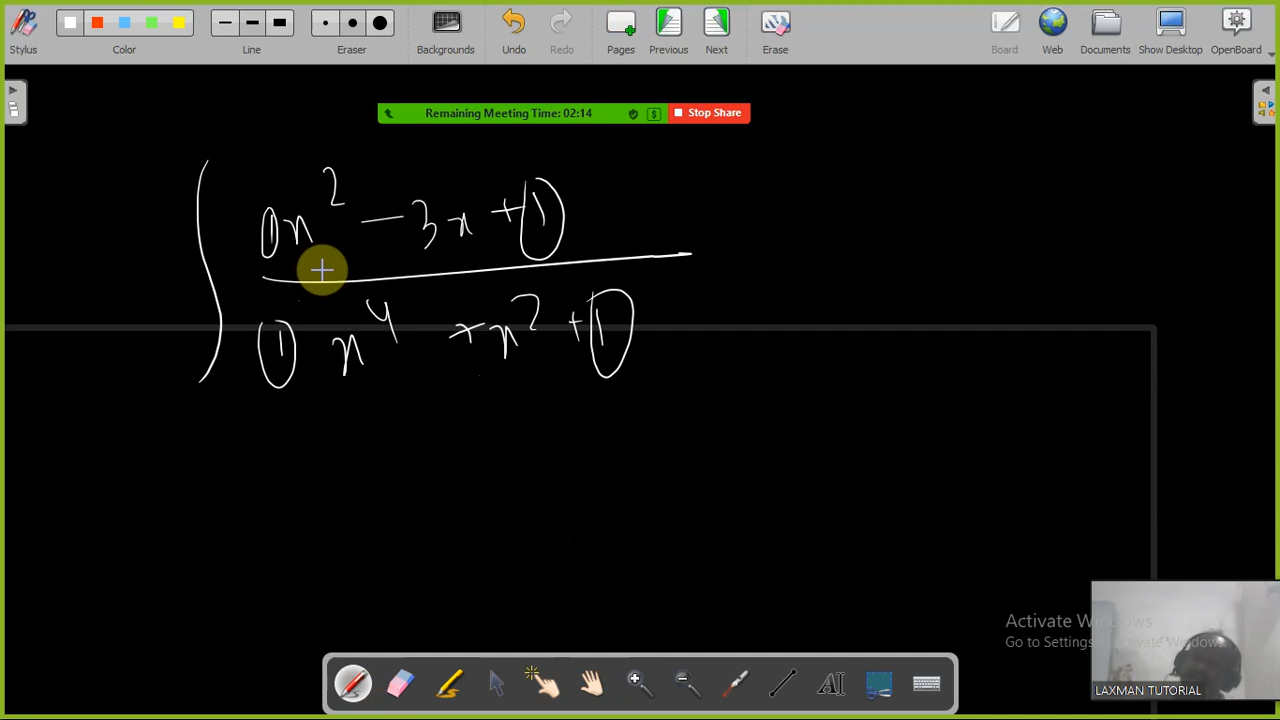 Stylus
Color
Line
Eraser
Backgrounds
Undo
Redo
Pages
Previous
Next
Erase
Board
Web
Documents
Show Desktop
OpenBoard
Remaining Meeting Time: 02:14
Stop Share
∫ 1x² - 3x + 1
1 x⁴ + x² + 1
Activate Windows
Go to Settings to activate Windows.
LAXMAN TUTORIAL